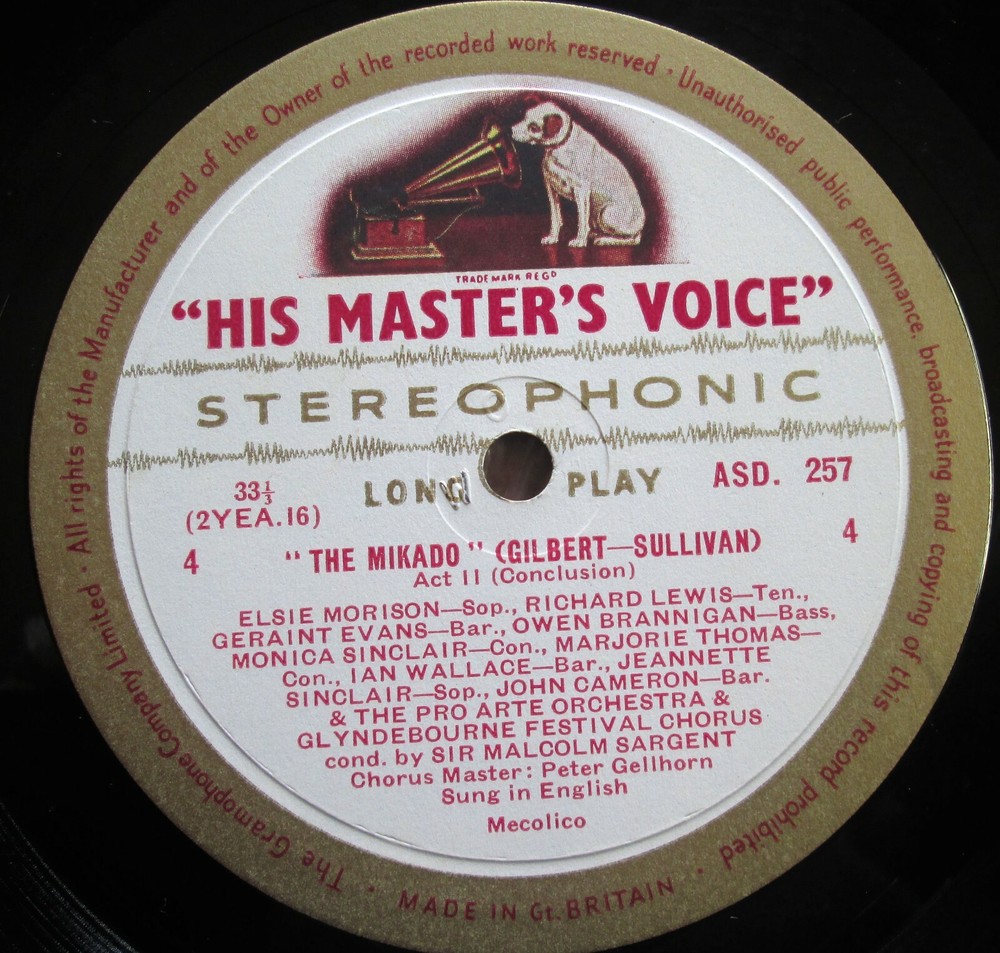 TRADE MARK REGD
“HIS MASTER'S VOICE”
STEREOPHONIC
LONG PLAY
ASD. 257
33⅓
(2YEA.16)
4
4
“THE MIKADO” (GILBERT—SULLIVAN)
Act II (Conclusion)
ELSIE MORISON—Sop., RICHARD LEWIS—Ten.,
GERAINT EVANS—Bar., OWEN BRANNIGAN—Bass,
MONICA SINCLAIR—Con., MARJORIE THOMAS—
Con., IAN WALLACE—Bar., JEANNETTE
SINCLAIR—Sop., JOHN CAMERON—Bar.
& THE PRO ARTE ORCHESTRA &
GLYNDEBOURNE FESTIVAL CHORUS
cond. by SIR MALCOLM SARGENT
Chorus Master: Peter Gellhorn
Sung in English
Mecolico
The Gramophone Company Limited · All rights of the Manufacturer and of the Owner of the recorded work reserved · Unauthorised public performance, broadcasting and copying of this record prohibited ·
MADE IN Gt. BRITAIN ·